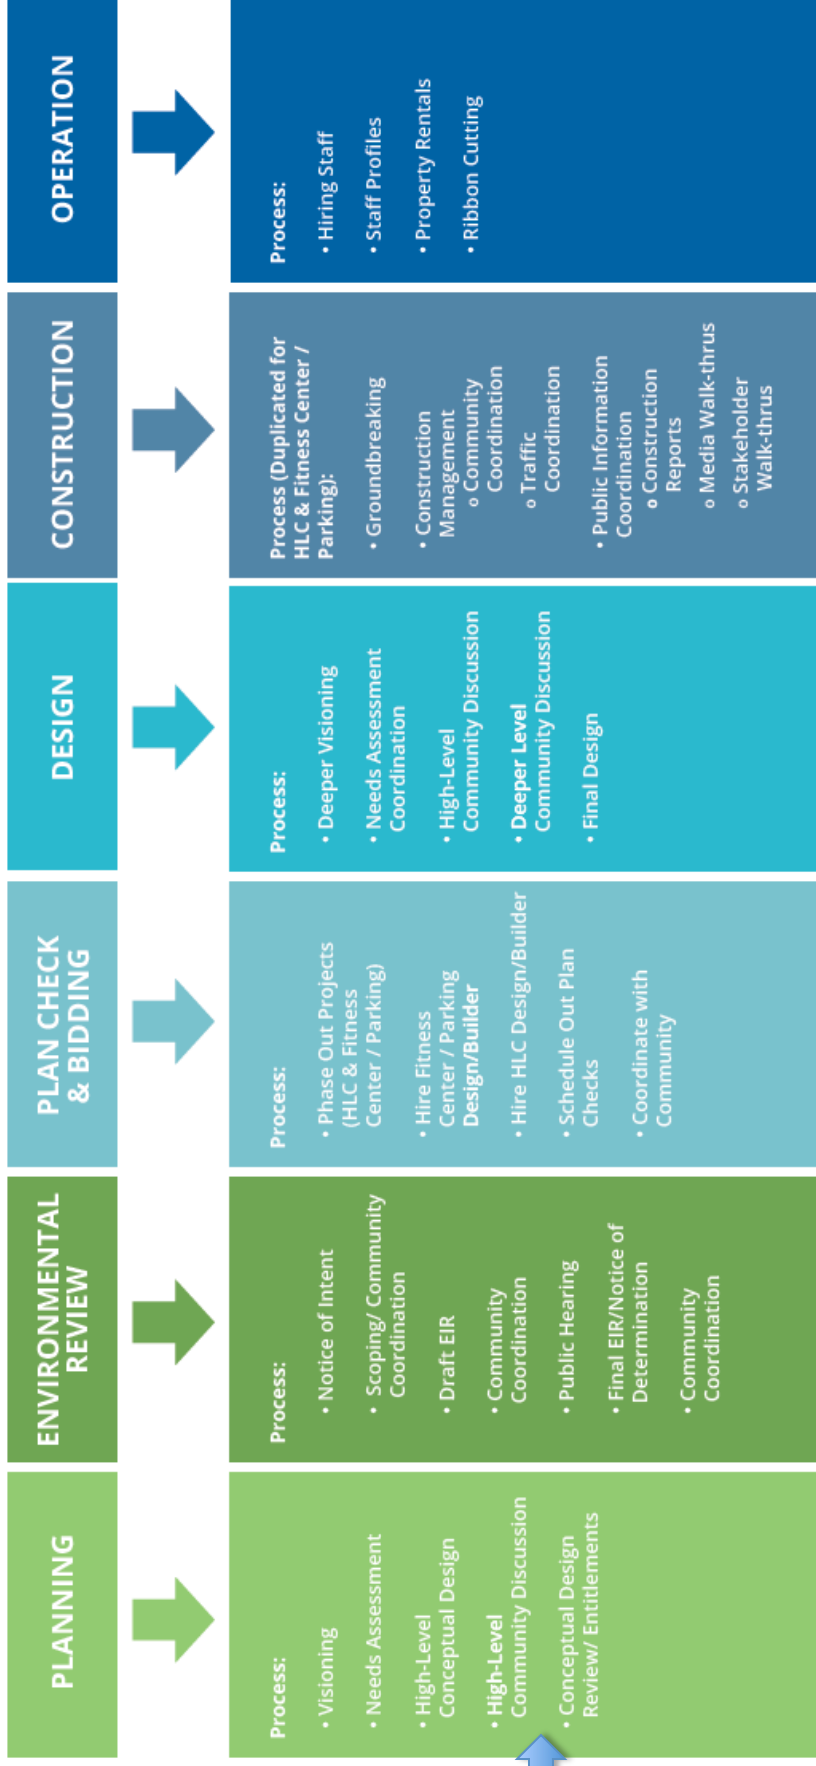 PLANNING
Process:
• Visioning
• Needs Assessment
• High-Level
Conceptual Design
• High-Level
Community Discussion
• Conceptual Design
Review/ Entitlements
ENVIRONMENTAL
REVIEW
Process:
• Notice of Intent
• Scoping/ Community
Coordination
• Draft EIR
• Community
Coordination
• Public Hearing
• Final EIR/Notice of
Determination
• Community
Coordination
PLAN CHECK
& BIDDING
Process:
• Phase Out Projects
(HLC & Fitness
Center / Parking)
• Hire Fitness
Center / Parking
Design/Builder
• Hire HLC Design/Builder
• Schedule Out Plan
Checks
• Coordinate with
Community
DESIGN
Process:
• Deeper Visioning
• Needs Assessment
Coordination
• High-Level
Community Discussion
• Deeper Level
Community Discussion
• Final Design
CONSTRUCTION
Process (Duplicated for
HLC & Fitness Center /
Parking):
• Groundbreaking
• Construction
Management
o Community
Coordination
o Traffic
Coordination
• Public Information
Coordination
o Construction
Reports
o Media Walk-thrus
o Stakeholder
Walk-thrus
OPERATION
Process:
• Hiring Staff
• Staff Profiles
• Property Rentals
• Ribbon Cutting